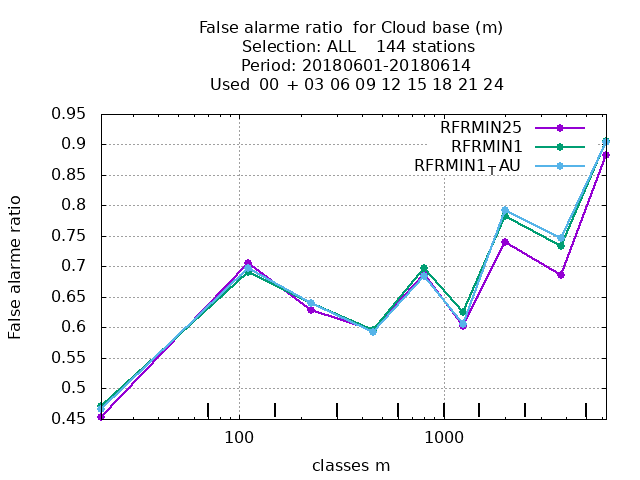 False alarme ratio  for Cloud base (m)
Selection: ALL    144 stations
Period: 20180601-20180614
Used  00 + 03 06 09 12 15 18 21 24
RFRMIN25
RFRMIN1
RFRMIN1TAU
0.95
0.9
0.85
0.8
0.75
0.7
0.65
0.6
0.55
0.5
0.45
False alarme ratio
100
1000
classes m